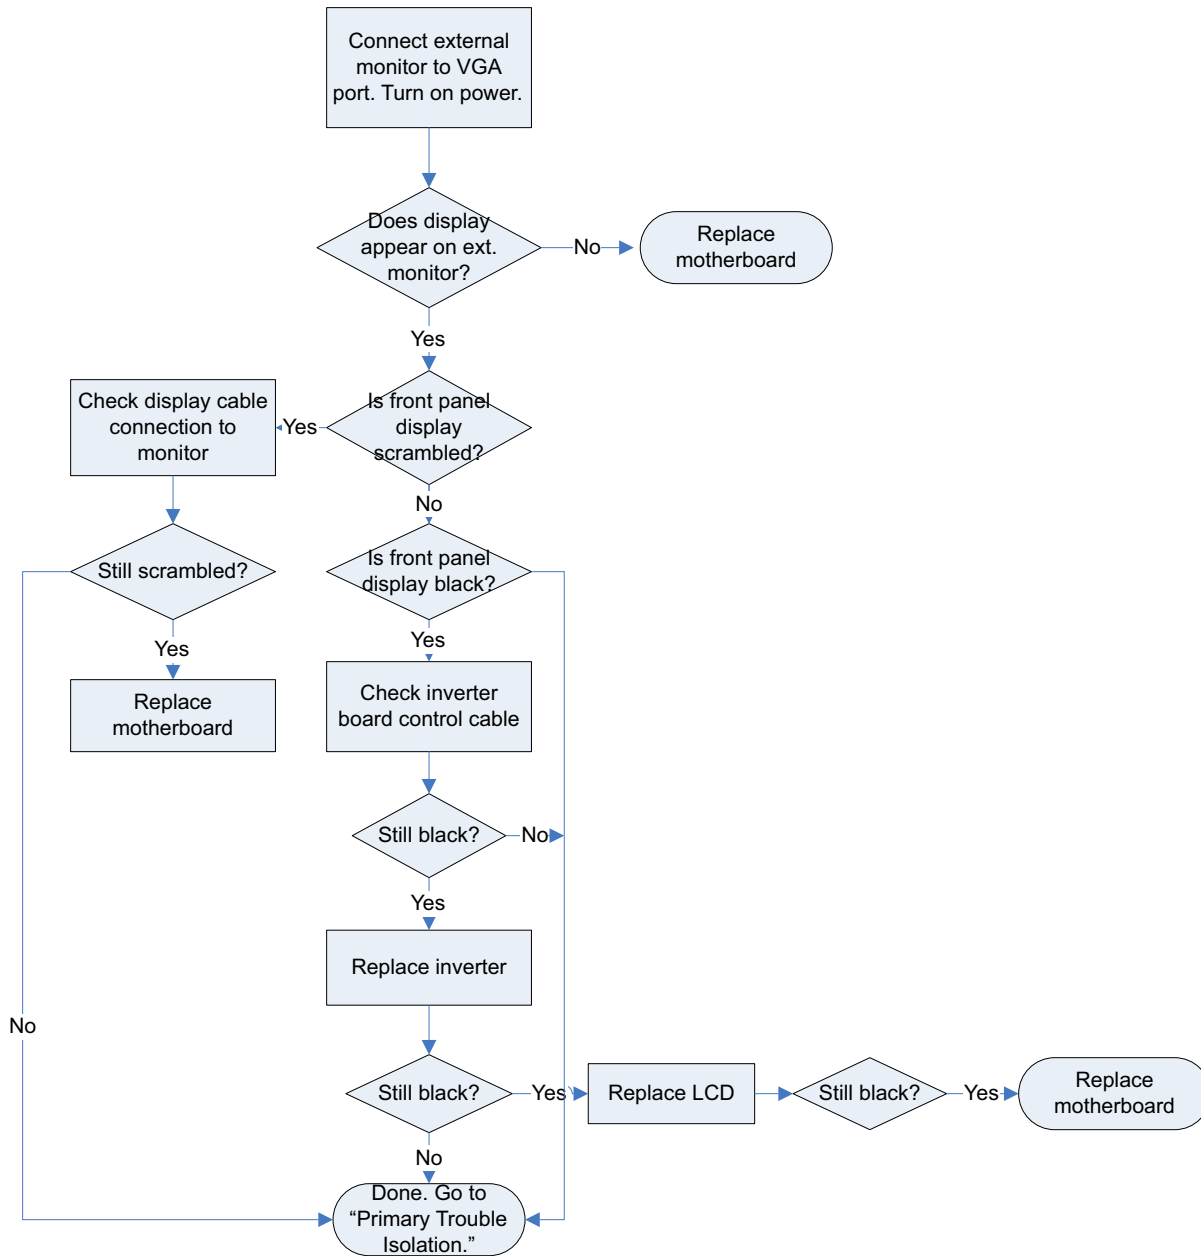 Connect external
monitor to VGA
port. Turn on power.
Does display
appear on ext.
monitor?
No
Replace
motherboard
Yes
Is front panel
display
scrambled?
Yes
Check display cable
connection to
monitor
No
Still scrambled?
Is front panel
display black?
Yes
Replace
motherboard
Yes
Check inverter
board control cable
Still black?
No
Yes
Replace inverter
No
Still black?
Yes
Replace LCD
Still black?
Yes
Replace
motherboard
No
Done. Go to
“Primary Trouble
Isolation.”